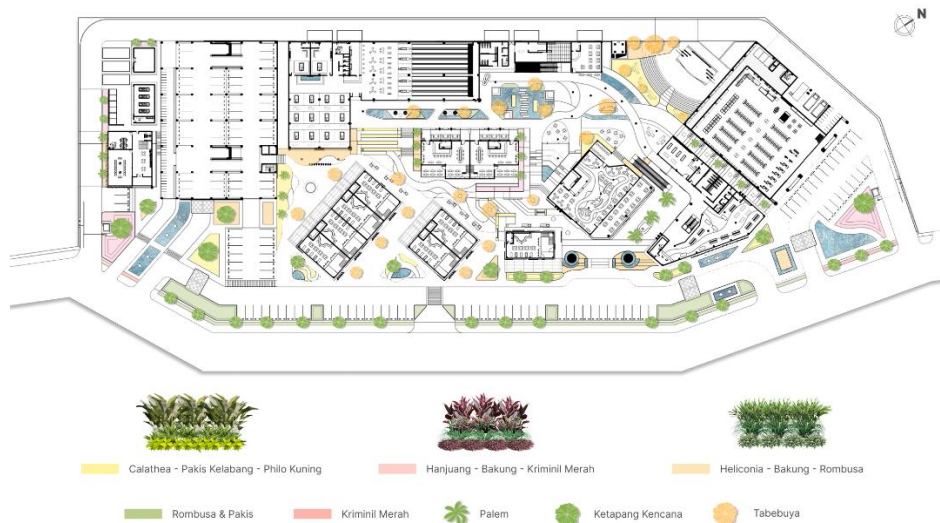 N
Calathea - Pakis Kelabang - Philo Kuning
Hanjuang - Bakung - Kriminil Merah
Heliconia - Bakung - Rombusa
Rombusa & Pakis
Kriminil Merah
Palem
Ketapang Kencana
Tabebuya